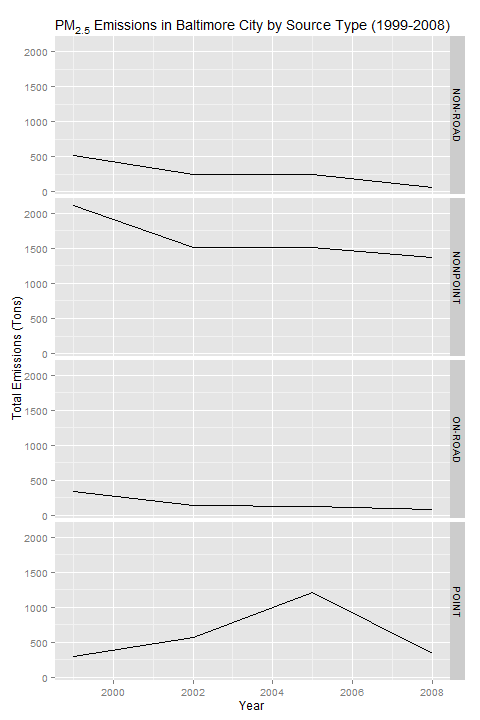 PM2.5 Emissions in Baltimore City by Source Type (1999-2008)
Total Emissions (Tons)
2000
1500
1000
500
0
NON-ROAD
2000
1500
1000
500
0
NONPOINT
2000
1500
1000
500
0
ON-ROAD
2000
1500
1000
500
0
POINT
2000 2002 2004 2006 2008
Year